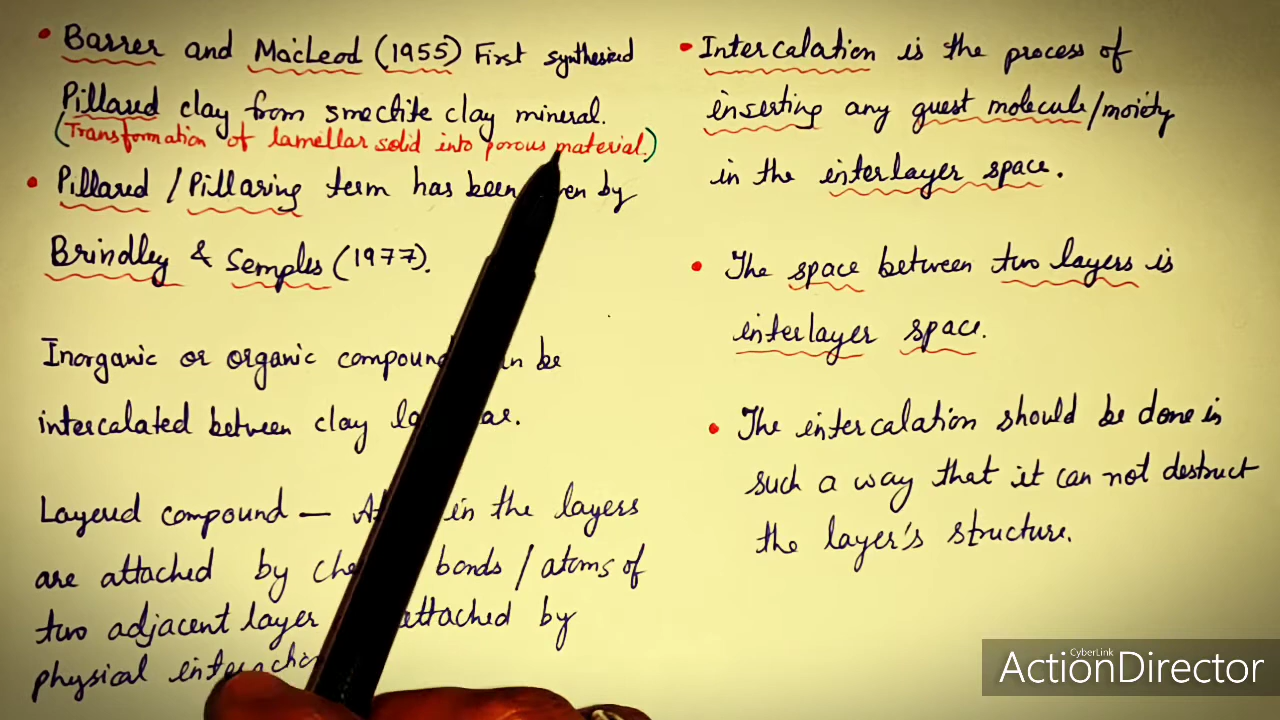 Barrer and MacLeod (1955) First synthesized
Pillared clay from smectite clay mineral.
(Transformation of lamellar solid into porous material.)
Pillared / Pillaring term has been by
Brindley & Semples (1977).
Inorganic or organic compound be
intercalated between clay
Layered compound — in the layers
are attached by bonds / atoms of
two adjacent layer attached by
physical
Intercalation is the process of
inserting any guest molecule/moiety
in the interlayer space.
The space between two layers is
interlayer space.
The intercalation should be done in
such a way that it can not destruct
the layer's structure.
CyberLink
ActionDirector